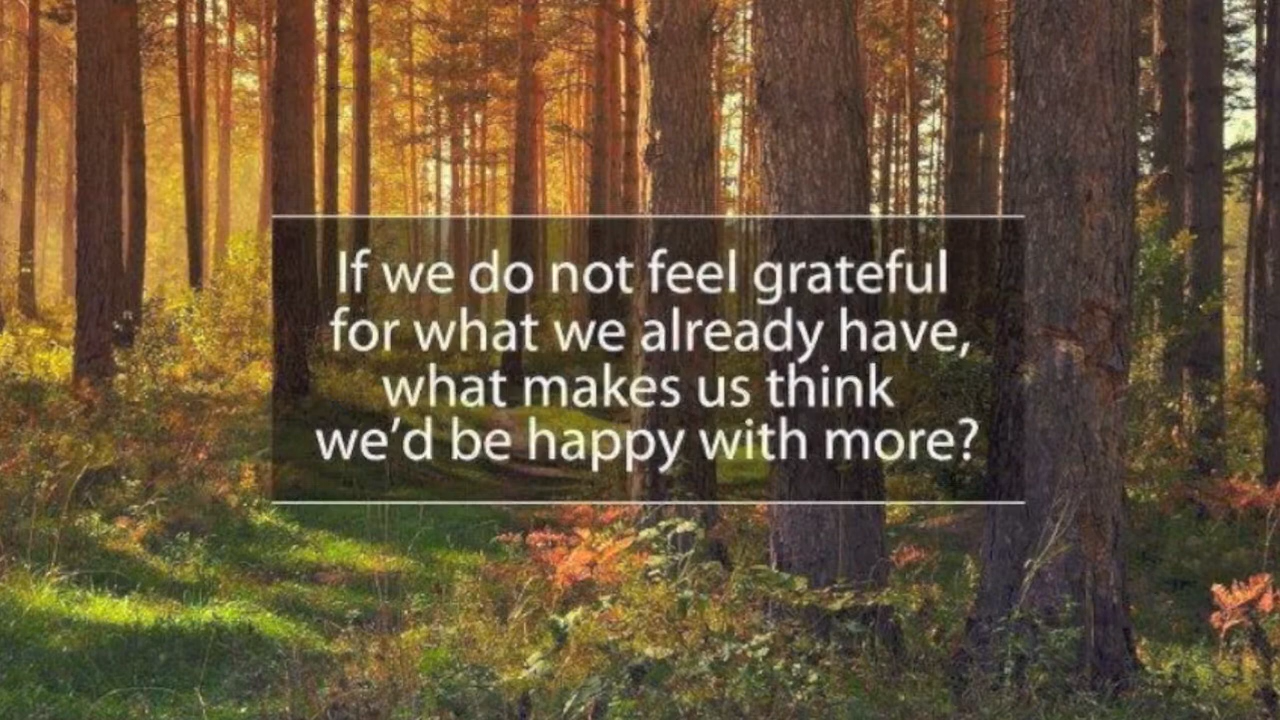 If we do not feel grateful
for what we already have,
what makes us think
we’d be happy with more?